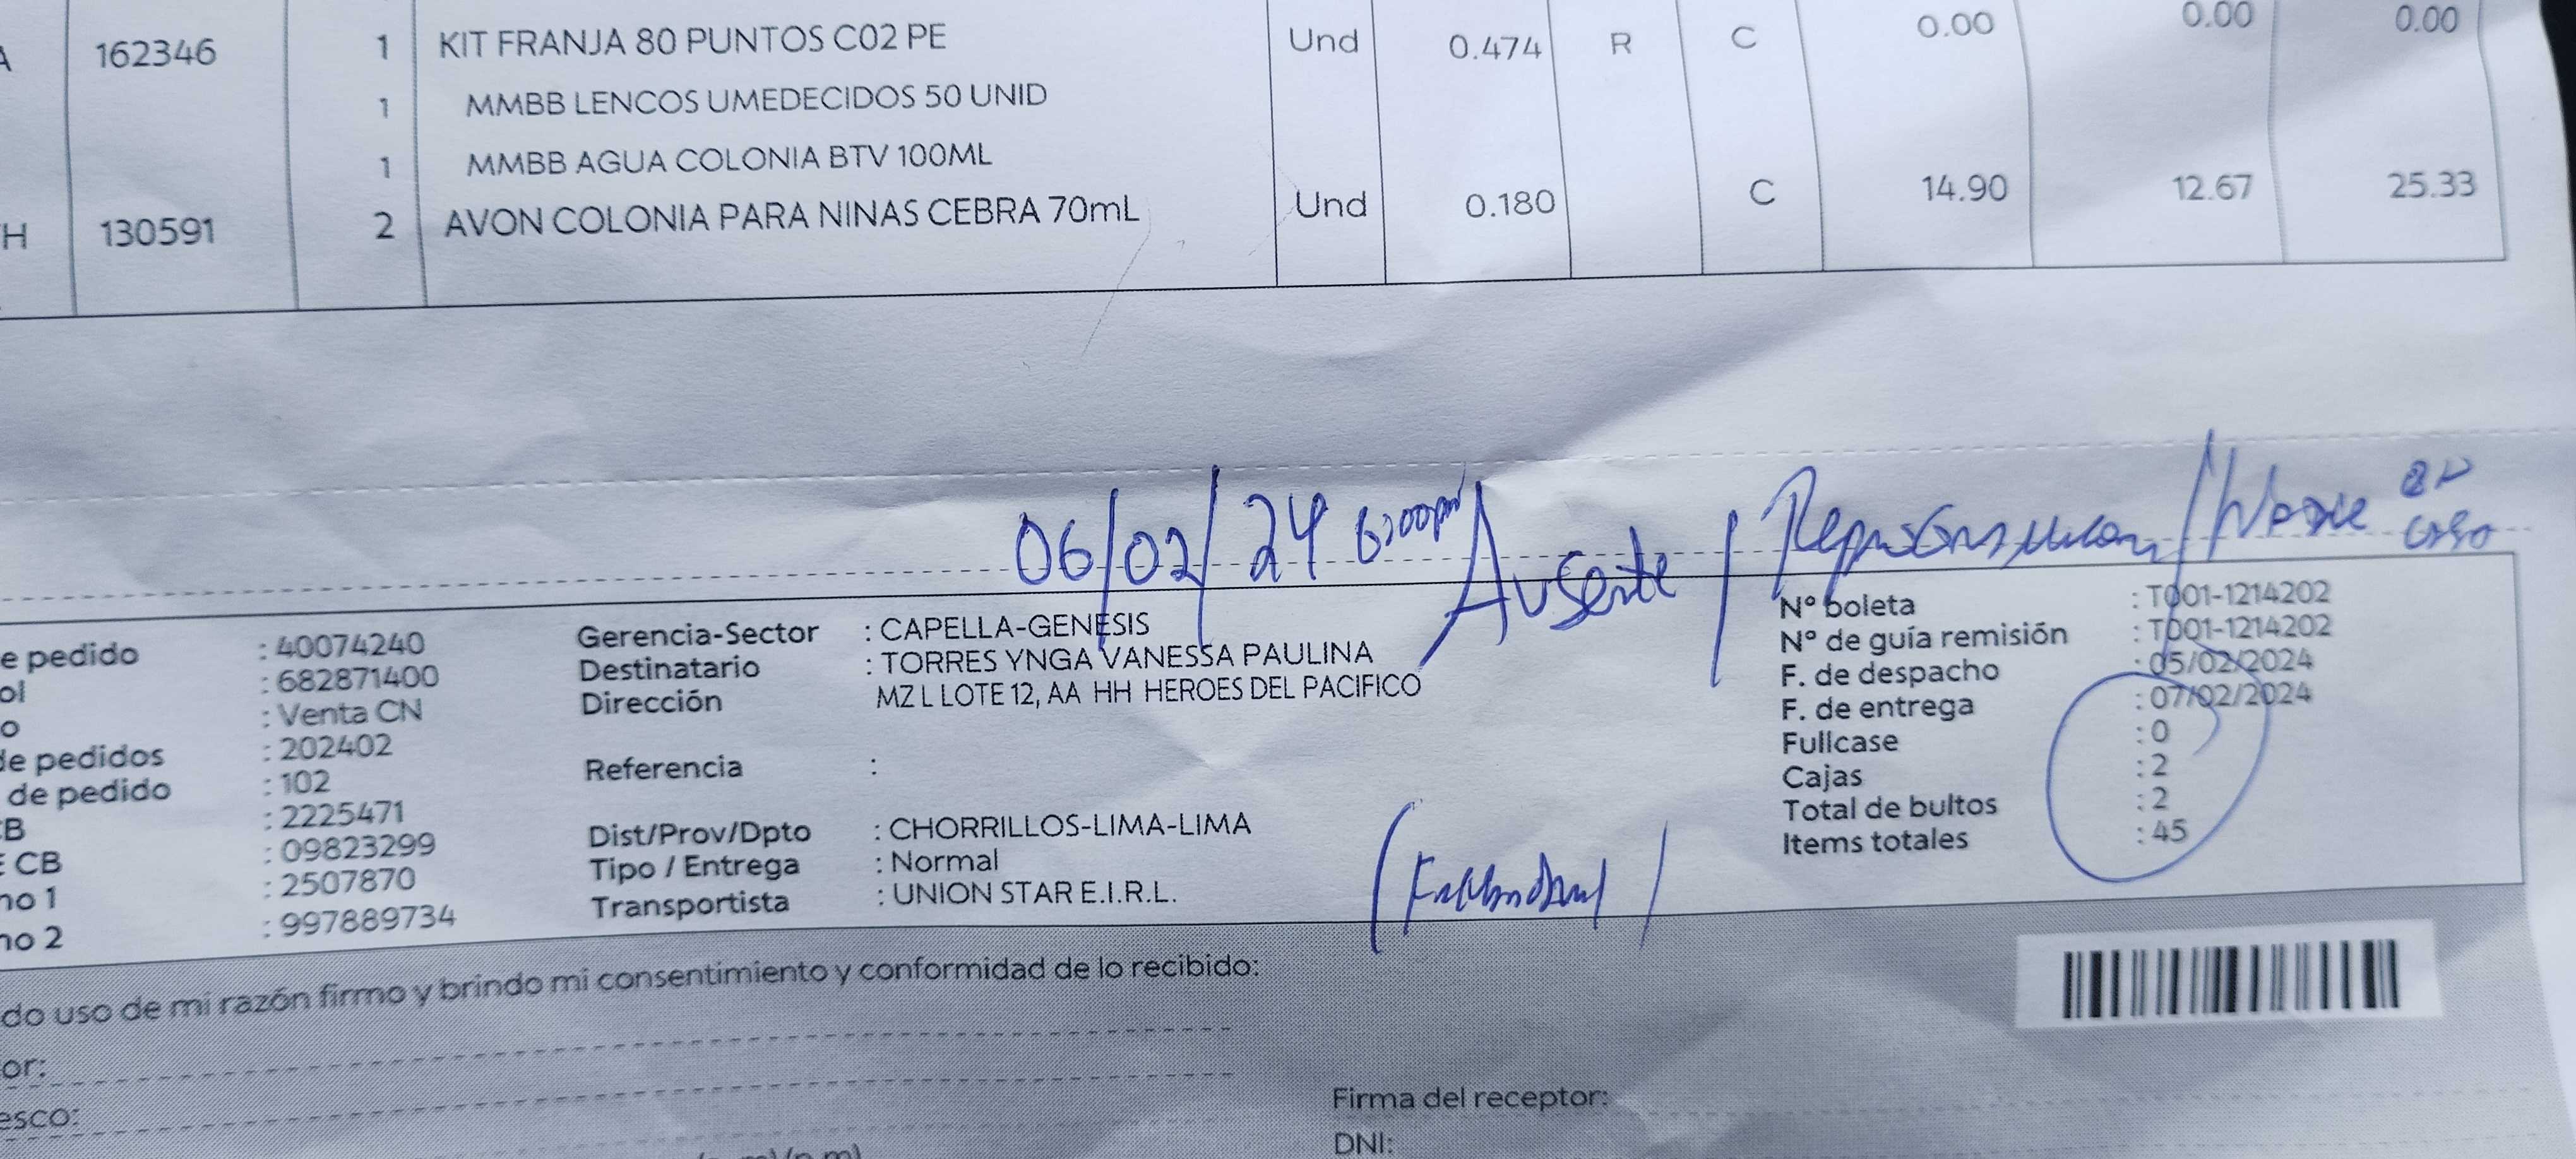 A 162346 1 KIT FRANJA 80 PUNTOS C02 PE Und 0.474 R C 0.00 0.00 0.00
1 MMBB LENCOS UMEDECIDOS 50 UNID
1 MMBB AGUA COLONIA BTV 100ML
H 130591 2 AVON COLONIA PARA NINAS CEBRA 70mL Und 0.180 C 14.90 12.67 25.33
06/02/24 6:00pm Ausente /
e pedido : 40074240
ol : 682871400
o : Venta CN
de pedidos : 202402
de pedido : 102
CB : 2225471
E CB : 09823299
no 1 : 2507870
no 2 : 997889734
Gerencia-Sector : CAPELLA-GENESIS
Destinatario : TORRES YNGA VANESSA PAULINA
Dirección MZ L LOTE 12, AA HH HEROES DEL PACIFICO
Referencia :
Dist/Prov/Dpto : CHORRILLOS-LIMA-LIMA
Tipo / Entrega : Normal
Transportista : UNION STAR E.I.R.L.
N° boleta : T001-1214202
N° de guía remisión : T001-1214202
F. de despacho : 05/02/2024
F. de entrega : 07/02/2024
Fullcase : 0
Cajas : 2
Total de bultos : 2
Items totales : 45
do uso de mi razón firmo y brindo mi consentimiento y conformidad de lo recibido:
or:
esco:
Firma del receptor:
DNI: